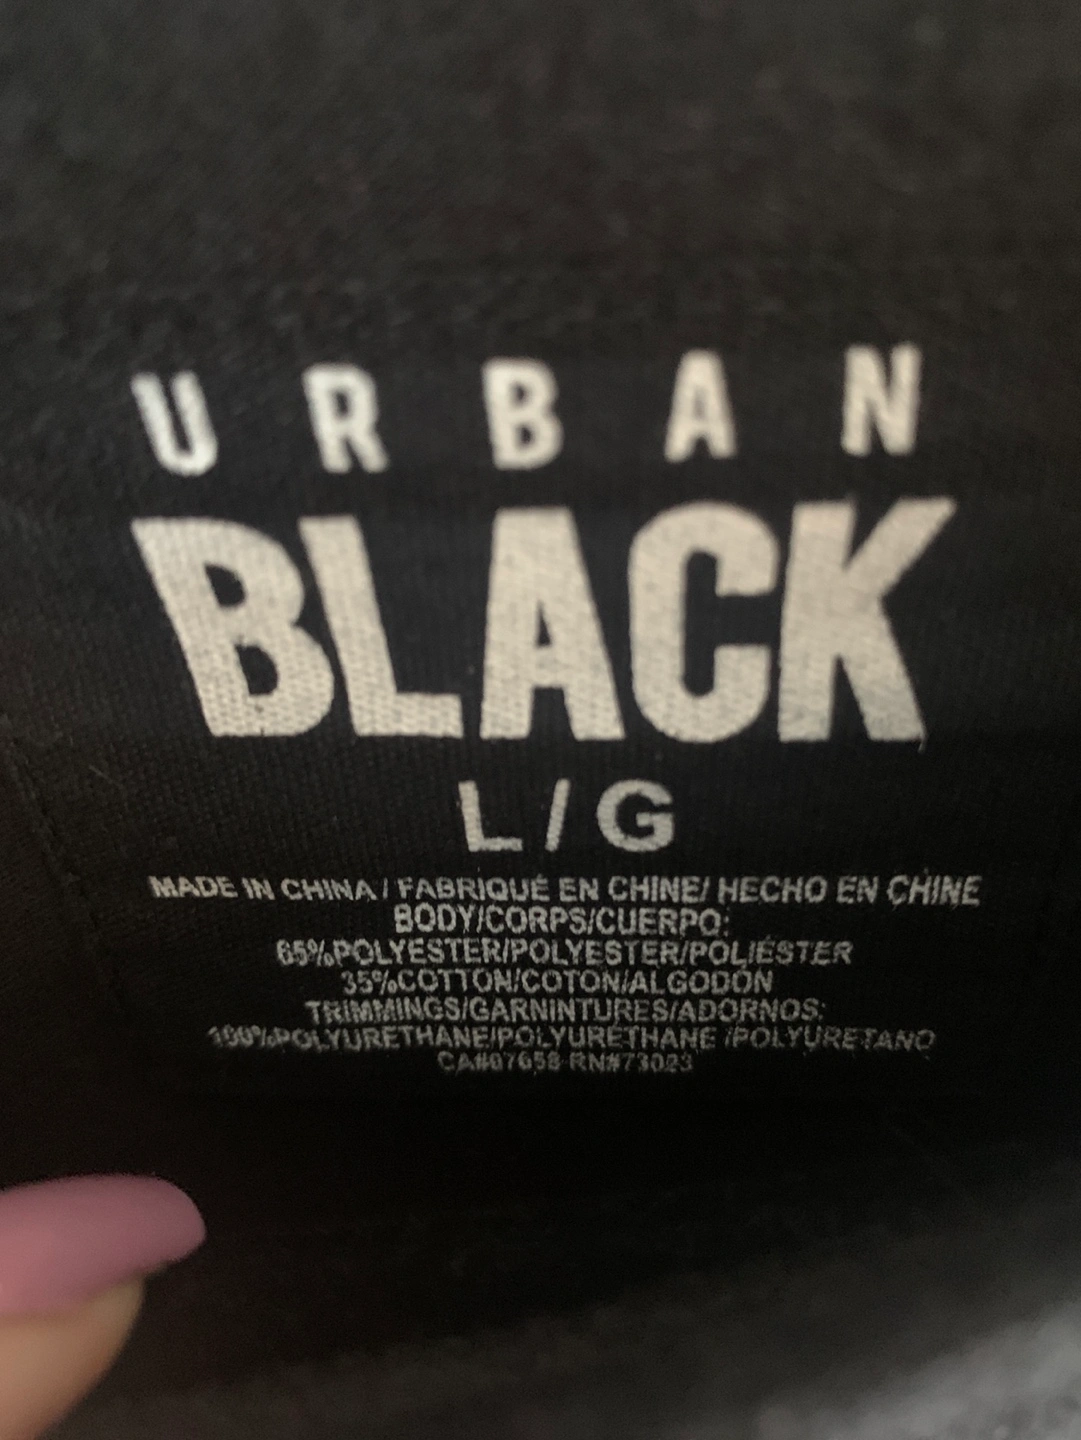 URBAN
BLACK
L/G
MADE IN CHINA / FABRIQUÉ EN CHINE/ HECHO EN CHINE
BODY/CORPS/CUERPO:
65%POLYESTER/POLYESTER/POLIÉSTER
35%COTTON/COTON/ALGODÓN
TRIMMINGS/GARNINTURES/ADORNOS:
100%POLYURETHANE/POLYURÉTHANE /POLYURETANO
CA#07658 RN#73023